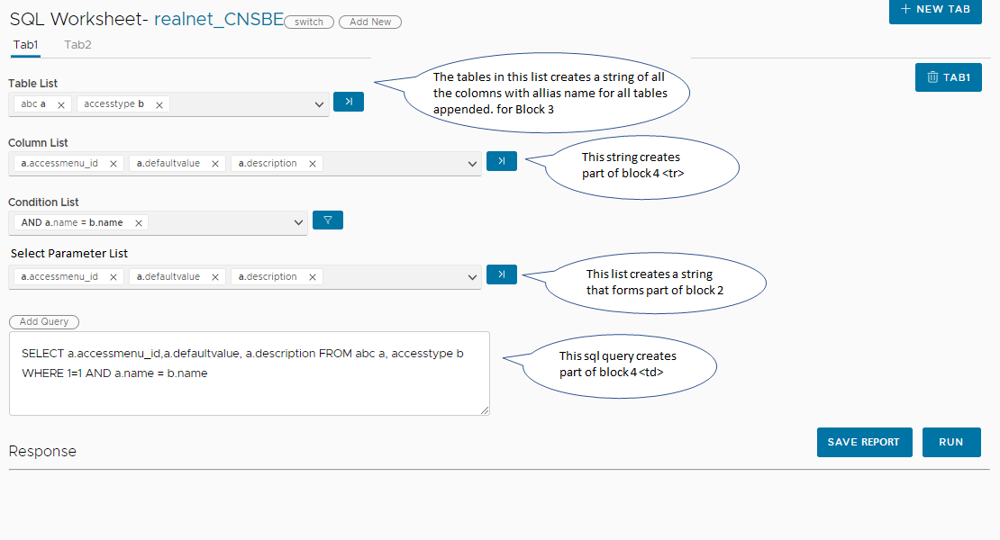 SQL Worksheet- realnet_CNSBE switch Add New
+ NEW TAB
Tab1 Tab2
TAB1
The tables in this list creates a string of all
the colomns with allias name for all tables
appended. for Block 3
Table List
abc a × accesstype b ×
Column List
a.accessmenu_id × a.defaultvalue × a.description ×
This string creates
part of block 4 <tr>
Condition List
AND a.name = b.name ×
Select Parameter List
a.accessmenu_id × a.defaultvalue × a.description ×
This list creates a string
that forms part of block 2
Add Query
SELECT a.accessmenu_id,a.defaultvalue, a.description FROM abc a, accesstype b
WHERE 1=1 AND a.name = b.name
This sql query creates
part of block 4 <td>
SAVE REPORT RUN
Response